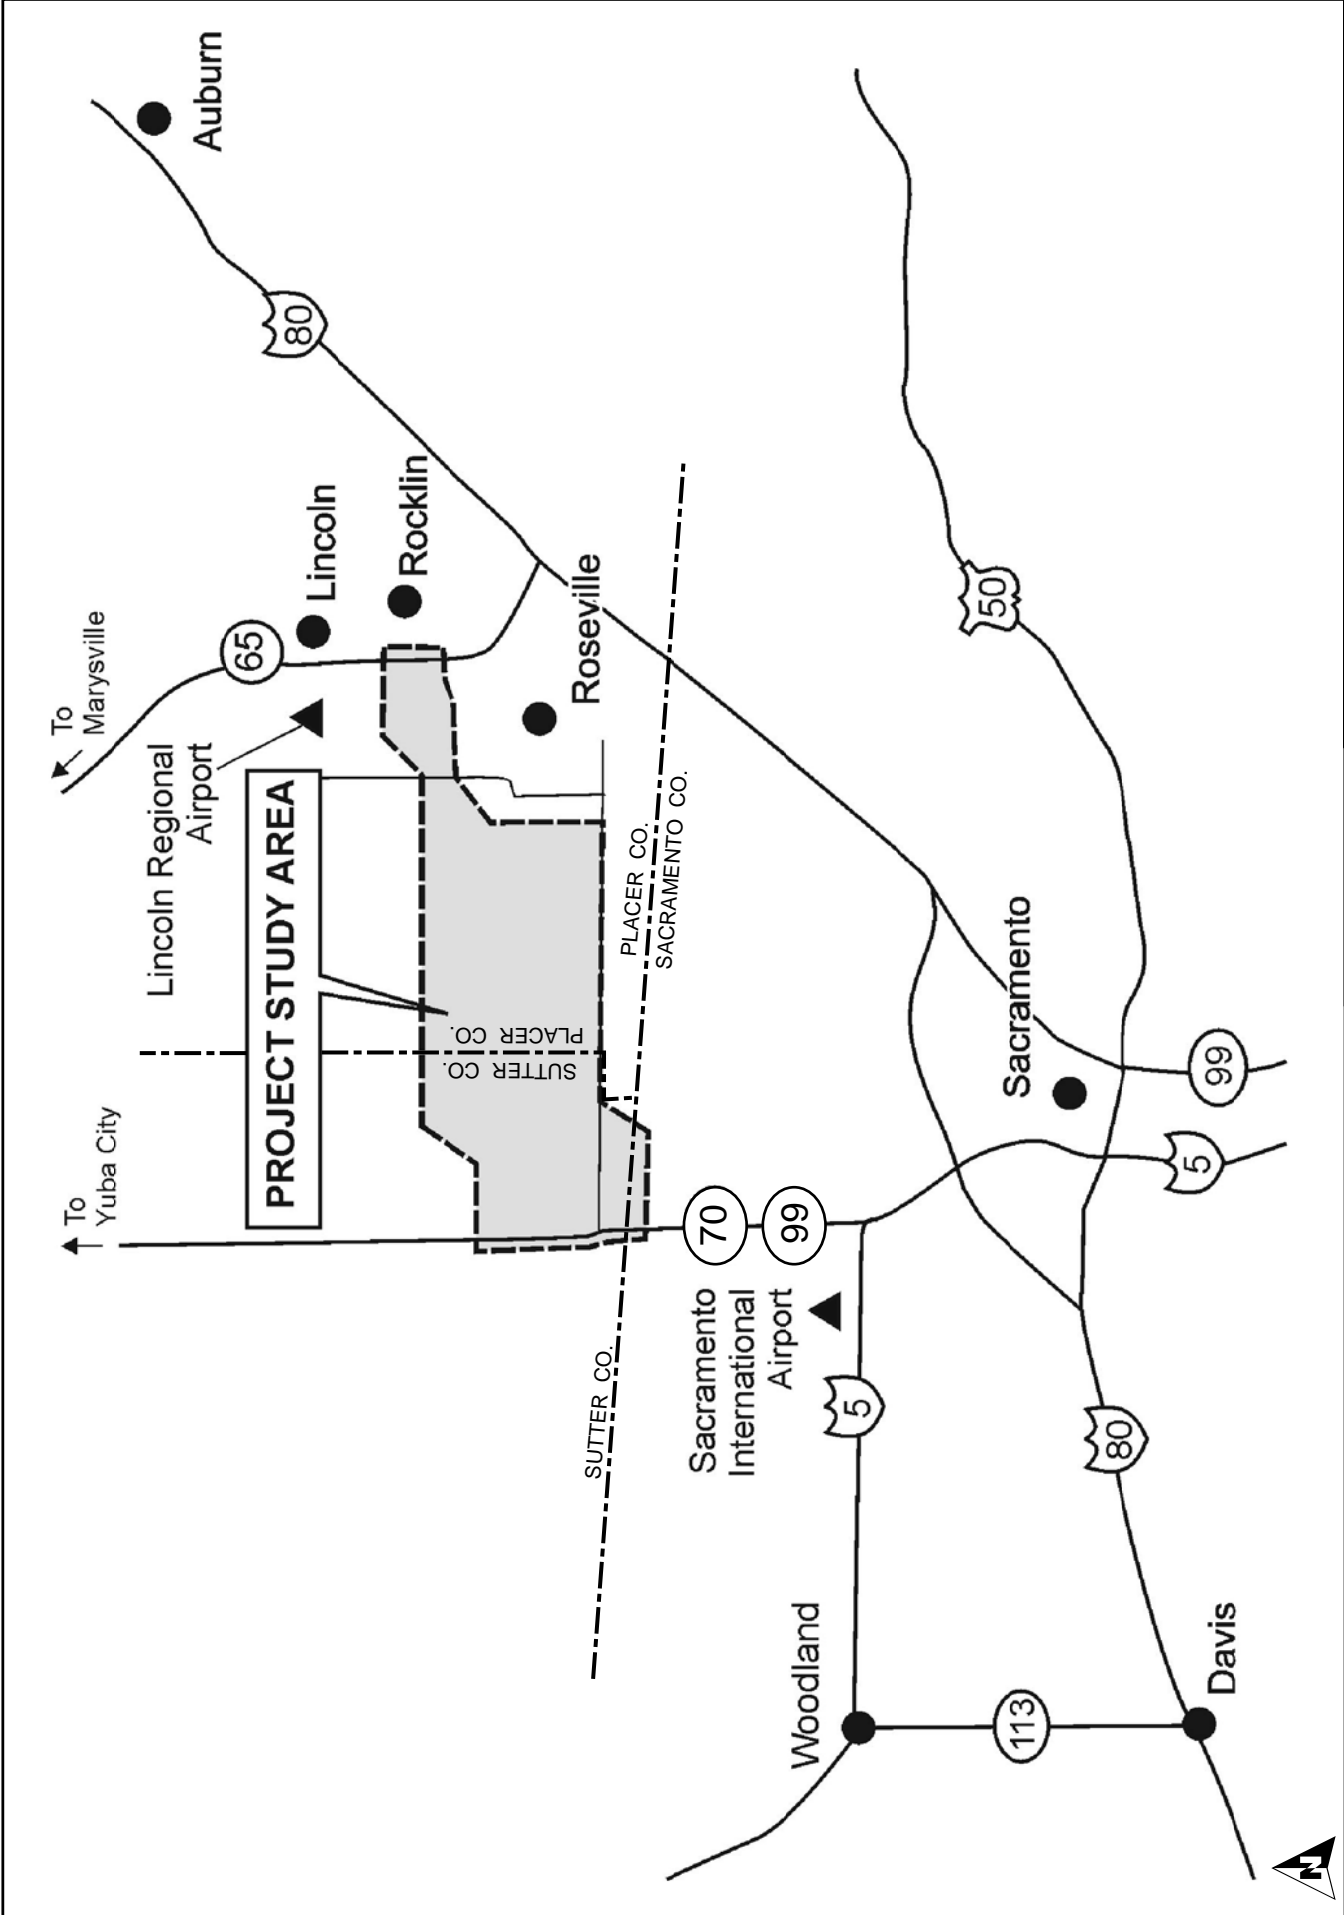 To
Yuba City
To
Marysville
Auburn
80
65
Lincoln
Lincoln Regional
Airport
PROJECT STUDY AREA
Rocklin
Roseville
SUTTER CO.
PLACER CO.
PLACER CO.
SACRAMENTO CO.
SUTTER CO.
70
99
Sacramento
International
Airport
5
Woodland
113
Davis
80
Sacramento
5
99
50
N